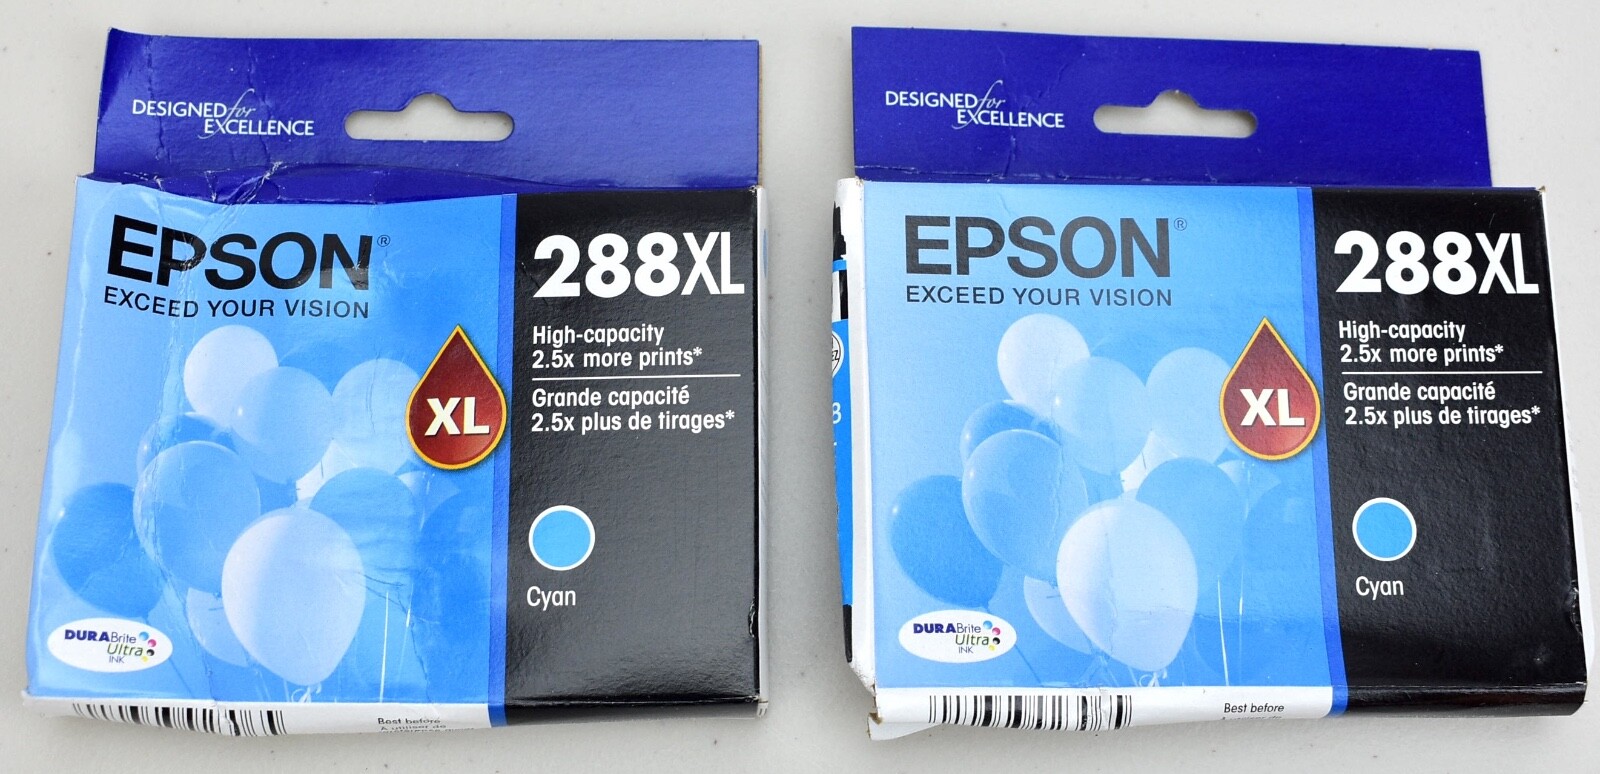 DESIGNED for
EXCELLENCE
EPSON®
EXCEED YOUR VISION
288XL
High-capacity
2.5x more prints*
Grande capacité
2.5x plus de tirages*
XL
Cyan
DURABrite
Ultra
INK
Best before
A utiliser de
DESIGNED for
EXCELLENCE
EPSON®
EXCEED YOUR VISION
288XL
High-capacity
2.5x more prints*
Grande capacité
2.5x plus de tirages*
XL
Cyan
DURABrite
Ultra
INK
Best before